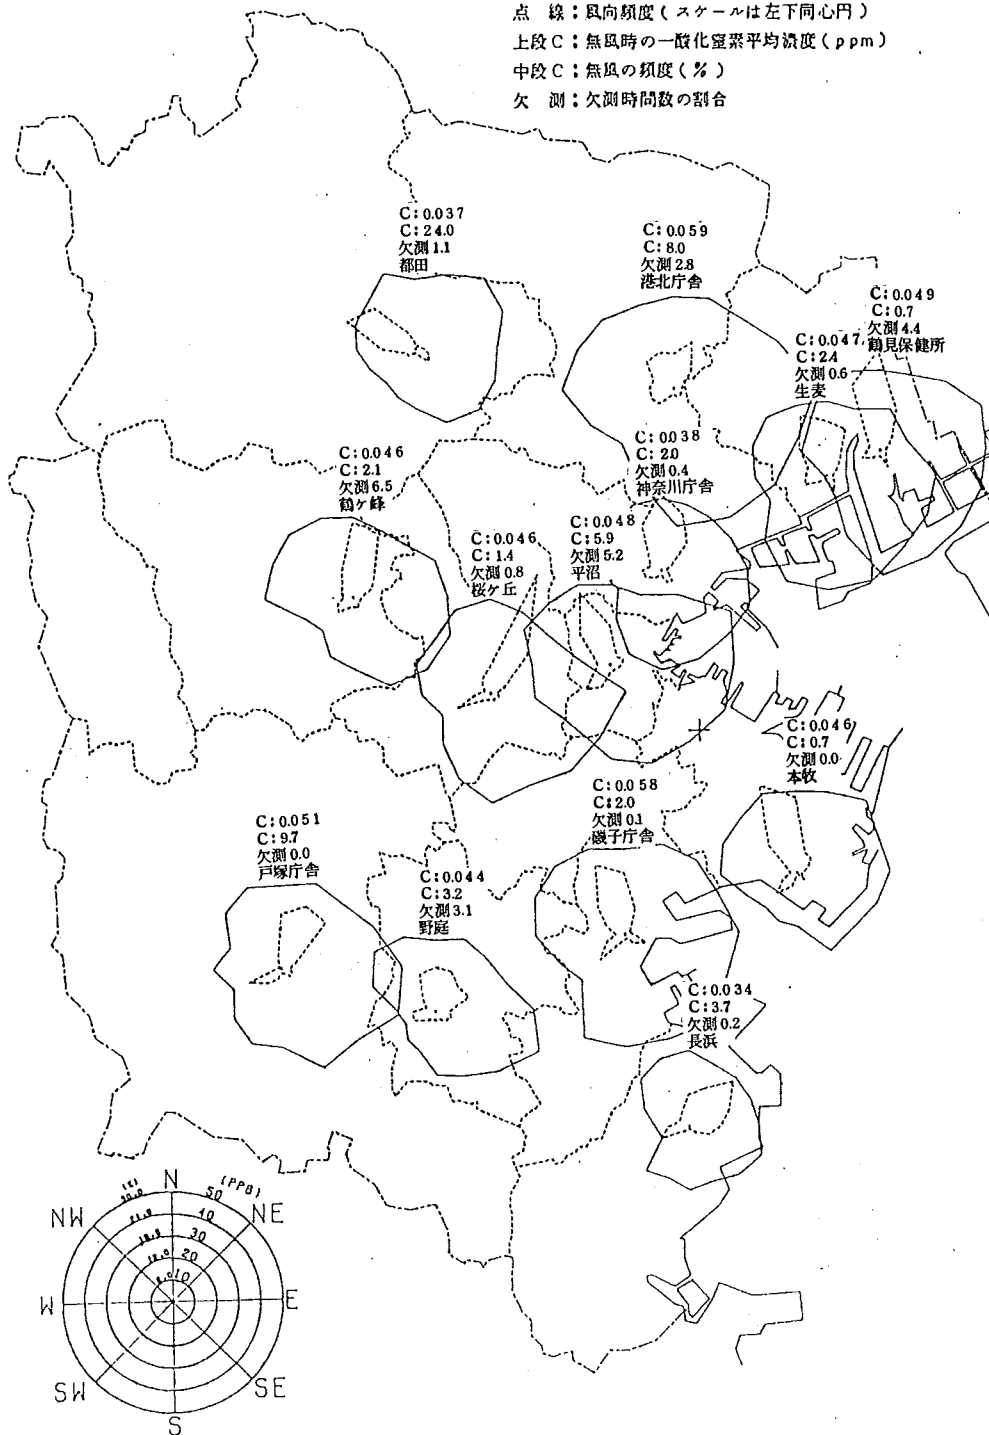 点 線：風向頻度(スケールは左下同心円)
上段C：無風時の一酸化窒素平均濃度(ppm)
中段C：無風の頻度(%)
欠 測：欠測時間数の割合
C:0.037
C:24.0
欠測1.1
都田
C:0.059
C:8.0
欠測2.8
港北庁舎
C:0.049
C:0.7
欠測4.4
鶴見保健所
C:0.047
C:2.4
欠測0.6
生麦
C:0.038
C:2.0
欠測0.4
神奈川庁舎
C:0.046
C:2.1
欠測6.5
鶴ケ峰
C:0.048
C:5.9
欠測5.2
平沼
C:0.046
C:1.4
欠測0.8
桜ケ丘
C:0.046
C:0.7
欠測0.0
本牧
C:0.058
C:2.0
欠測0.1
磯子庁舎
C:0.051
C:9.7
欠測0.0
戸塚庁舎
C:0.044
C:3.2
欠測3.1
野庭
C:0.034
C:3.7
欠測0.2
長浜
N
NE
E
SE
S
SW
W
NW
(PPB)
50
40
30
20
10